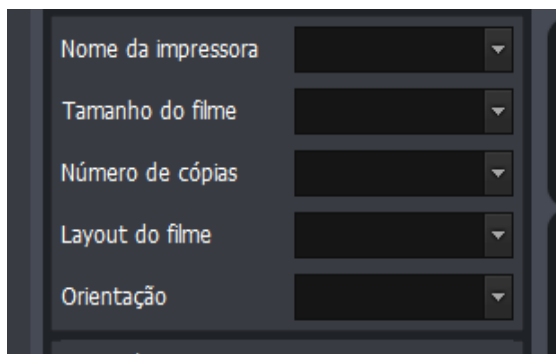 Nome da impressora
Tamanho do filme
Número de cópias
Layout do filme
Orientação